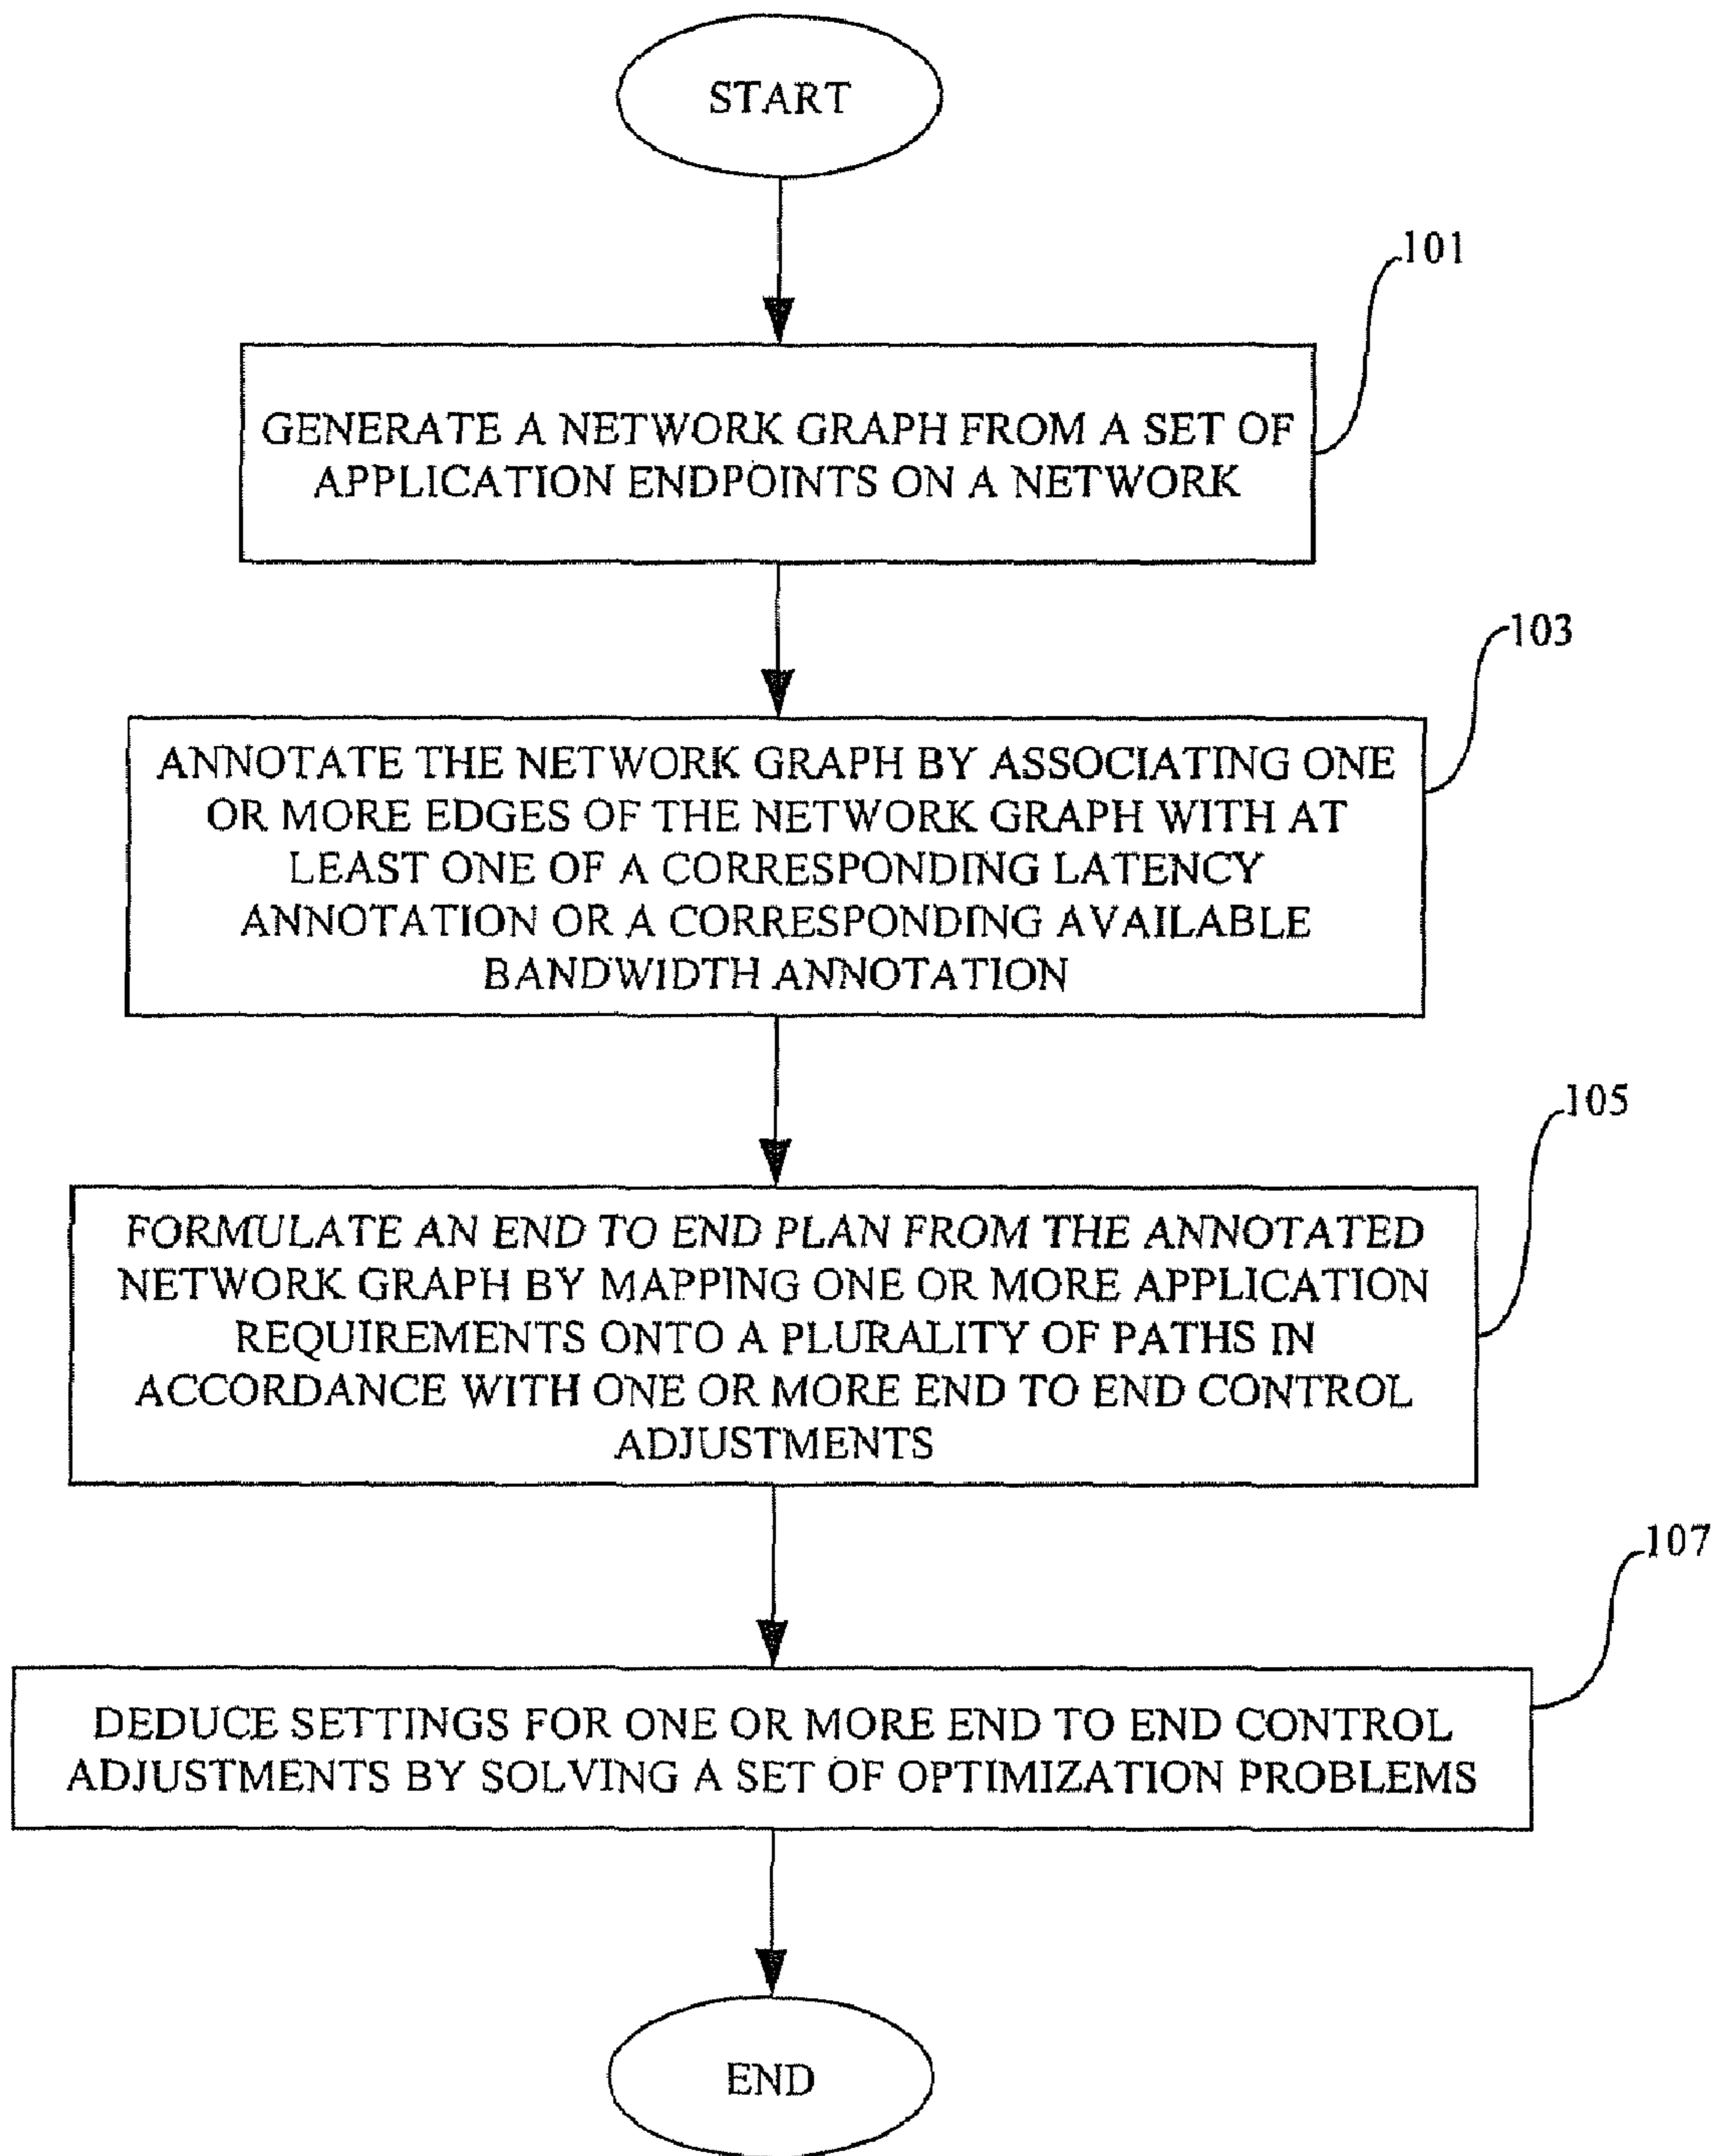 START
101
GENERATE A NETWORK GRAPH FROM A SET OF
APPLICATION ENDPOINTS ON A NETWORK
103
ANNOTATE THE NETWORK GRAPH BY ASSOCIATING ONE
OR MORE EDGES OF THE NETWORK GRAPH WITH AT
LEAST ONE OF A CORRESPONDING LATENCY
ANNOTATION OR A CORRESPONDING AVAILABLE
BANDWIDTH ANNOTATION
105
FORMULATE AN END TO END PLAN FROM THE ANNOTATED
NETWORK GRAPH BY MAPPING ONE OR MORE APPLICATION
REQUIREMENTS ONTO A PLURALITY OF PATHS IN
ACCORDANCE WITH ONE OR MORE END TO END CONTROL
ADJUSTMENTS
107
DEDUCE SETTINGS FOR ONE OR MORE END TO END CONTROL
ADJUSTMENTS BY SOLVING A SET OF OPTIMIZATION PROBLEMS
END